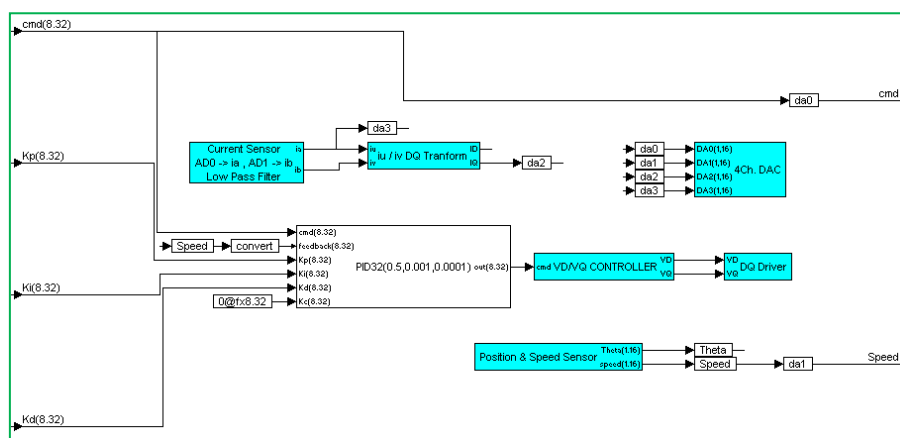 cmd(8.32)
da0
cmd
da3
Kp(8.32)
Current Sensor
AD0 -> ia , AD1 -> ib
Low Pass Filter
ia
ib
iu
iv
iu / iv DQ Tranform
ID
IQ
da2
da0
da1
da2
da3
DA0(1,16)
DA1(1,16)
DA2(1,16)
DA3(1,16)
4Ch. DAC
Speed
convert
cmd(8.32)
feedback(8.32)
Kp(8.32)
Ki(8.32)
Kd(8.32)
Kc(8.32)
PID32(0.5,0.001,0.0001)
out(8.32)
cmd VD/VQ CONTROLLER
VD
VQ
VD
VQ
DQ Driver
Ki(8.32)
0@fx8.32
Position & Speed Sensor
Theta(1.16)
speed(1.16)
Theta
Speed
da1
Speed
Kd(8.32)